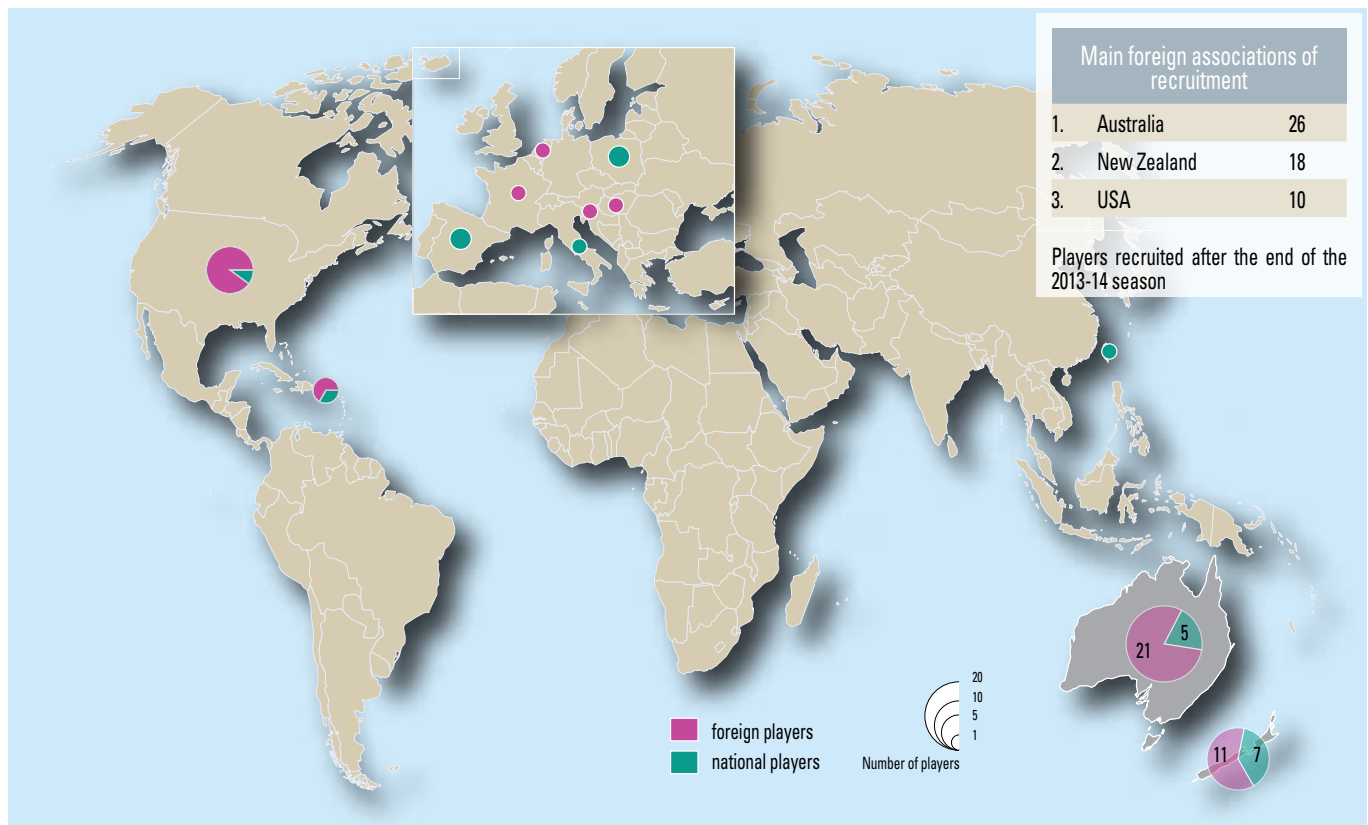 Main foreign associations of
recruitment
1. Australia 26
2. New Zealand 18
3. USA 10
Players recruited after the end of the
2013-14 season
5
21
11
7
foreign players
national players
20
10
5
1
Number of players